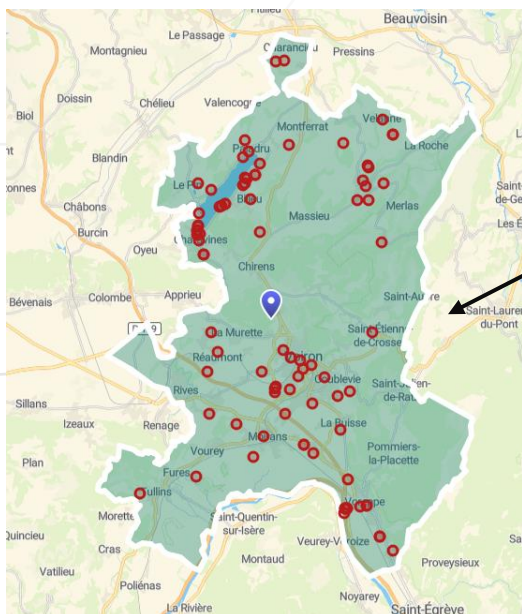 Pitilieu
Beauvoisin
Le Passage
Charancieu
Montagnieu
Pressins
Doissin
Chélieu
Valencogne
Montferrat
Biol
Velanne
La Roche
Blandin
Paladru
Le Pin
Bilieu
Merlas
Châbons
Massieu
Burcin
Oyeu
Charavines
Chirens
Bévenais
Colombe
Apprieu
Saint-Aupre
Saint-Laurent
du-Pont
La Murette
Saint-Étienne
de-Crossey
Réaumont
Voiron
Sillans
Rives
Coublevie
Saint-Julien
de-Ratz
Izeaux
Renage
La Buisse
Plan
Vourey
Moirans
Pommiers
la-Placette
Fures
Tullins
Morette
Saint-Quentin
sur-Isère
Voreppe
Quincieu
Cras
Veurey-Voroize
Montaud
Proveysieux
Vatilieu
Poliénas
Noyarey
La Rivière
Saint-Égrève